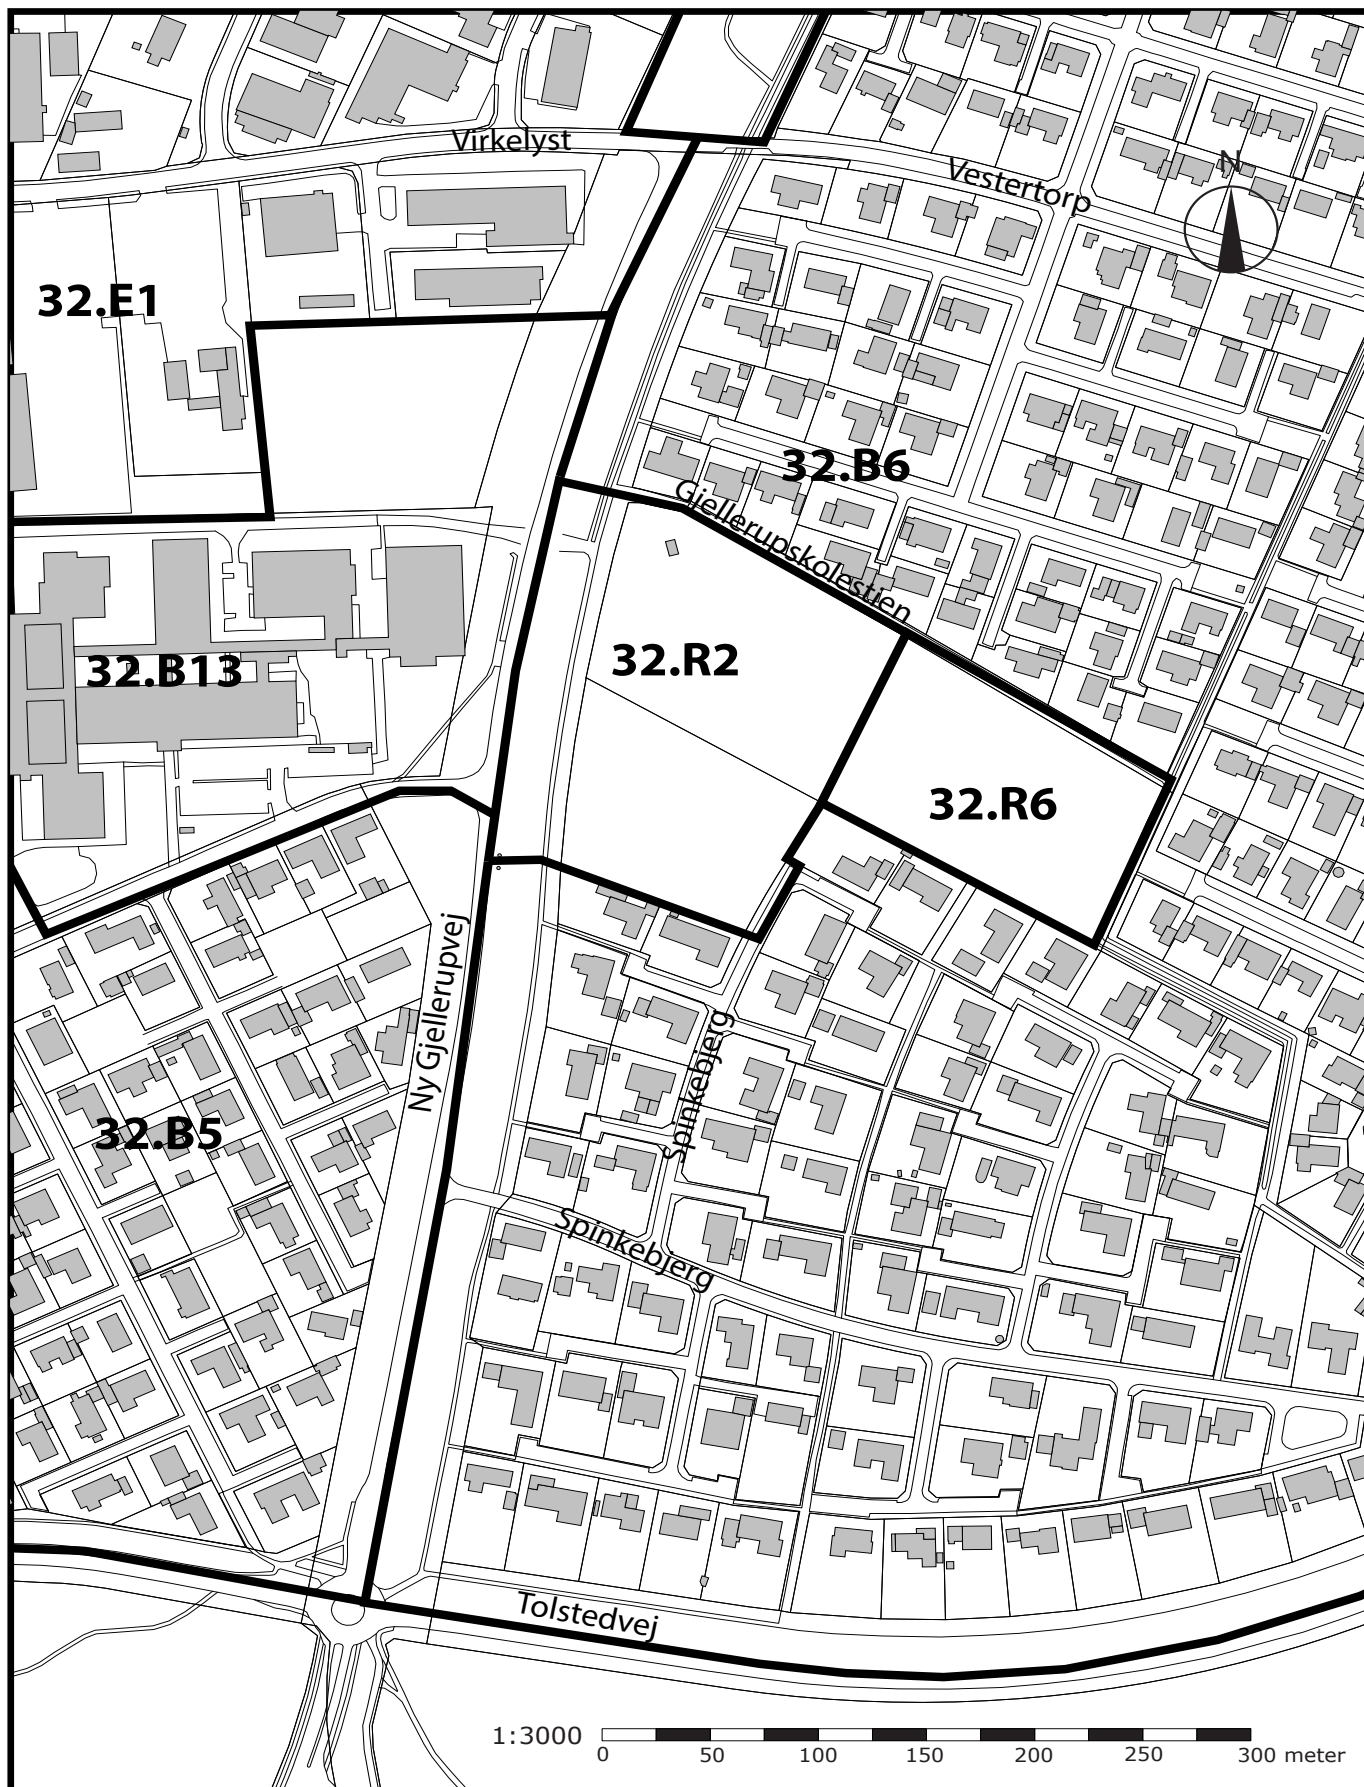 Virkelyst
Vestertorp
N
32.E1
32.B6
Gjellerupskolestien
32.R2
32.B13
32.R6
Ny Gjellerupvej
Spinkebjerg
32.B5
Spinkebjerg
Tolstedvej
1:3000
0 50 100 150 200 250 300 meter